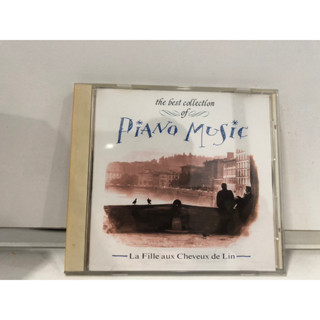 the best collection
of
PiANO MUSiC
La Fille aux Cheveux de Lin